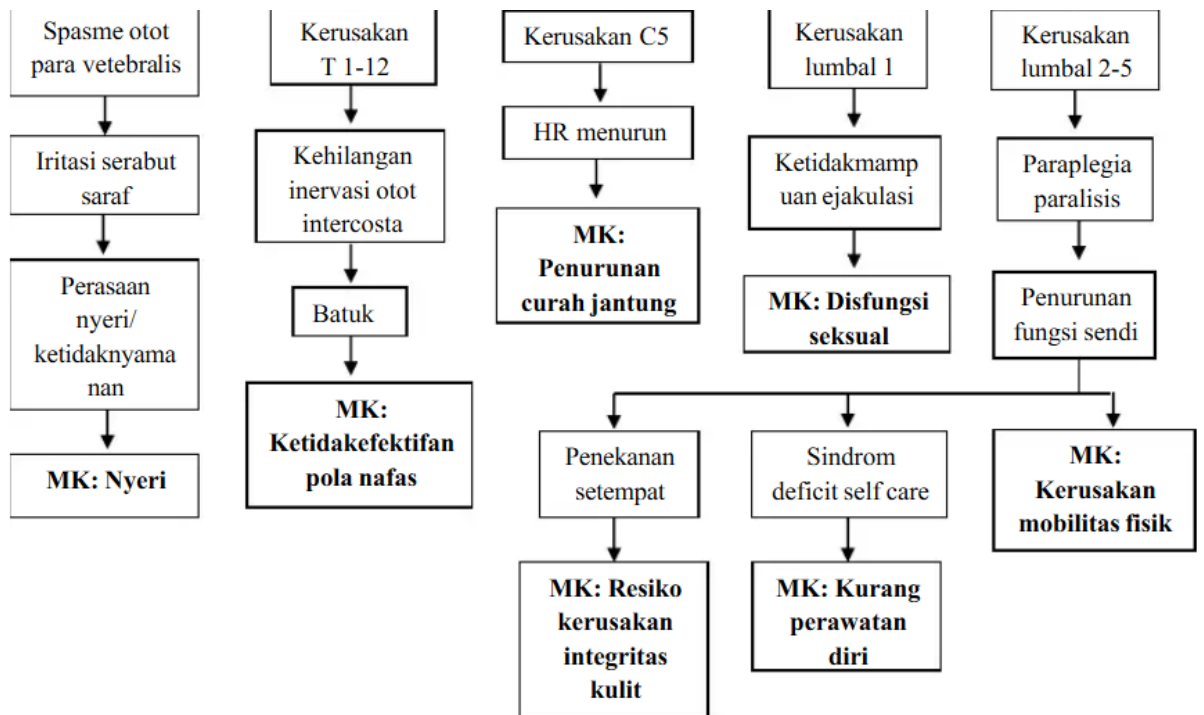 Spasme otot
para vetebralis
Iritasi serabut
saraf
Perasaan
nyeri/
ketidaknyama
nan
MK: Nyeri
Kerusakan
T 1-12
Kehilangan
inervasi otot
intercosta
Batuk
MK:
Ketidakefektifan
pola nafas
Kerusakan C5
HR menurun
MK:
Penurunan
curah jantung
Kerusakan
lumbal 1
Ketidakmamp
uan ejakulasi
MK: Disfungsi
seksual
Kerusakan
lumbal 2-5
Paraplegia
paralisis
Penurunan
fungsi sendi
Penekanan
setempat
MK: Resiko
kerusakan
integritas
kulit
Sindrom
deficit self care
MK: Kurang
perawatan
diri
MK:
Kerusakan
mobilitas fisik